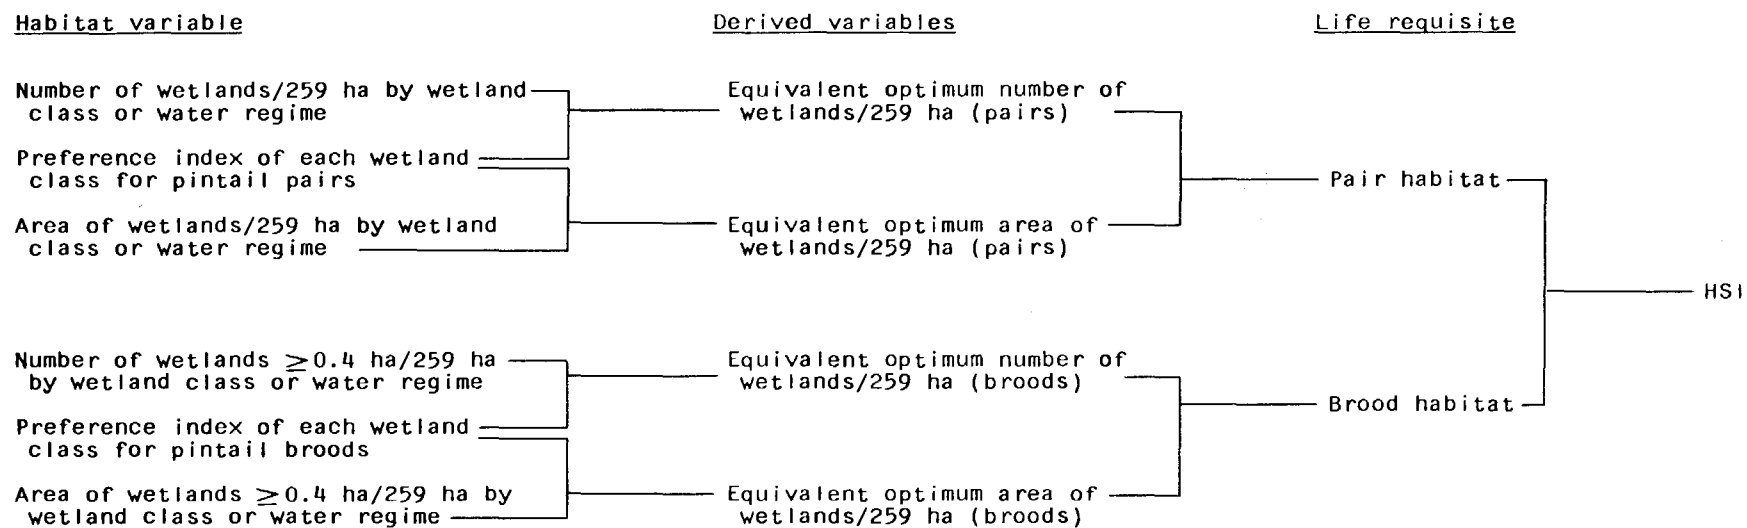 Habitat variable
Derived variables
Life requisite
Number of wetlands/259 ha by wetland
class or water regime
Preference index of each wetland
class for pintail pairs
Area of wetlands/259 ha by wetland
class or water regime
Equivalent optimum number of
wetlands/259 ha (pairs)
Equivalent optimum area of
wetlands/259 ha (pairs)
Pair habitat
HSI
Number of wetlands ≥0.4 ha/259 ha
by wetland class or water regime
Preference index of each wetland
class for pintail broods
Area of wetlands ≥0.4 ha/259 ha by
wetland class or water regime
Equivalent optimum number of
wetlands/259 ha (broods)
Equivalent optimum area of
wetlands/259 ha (broods)
Brood habitat